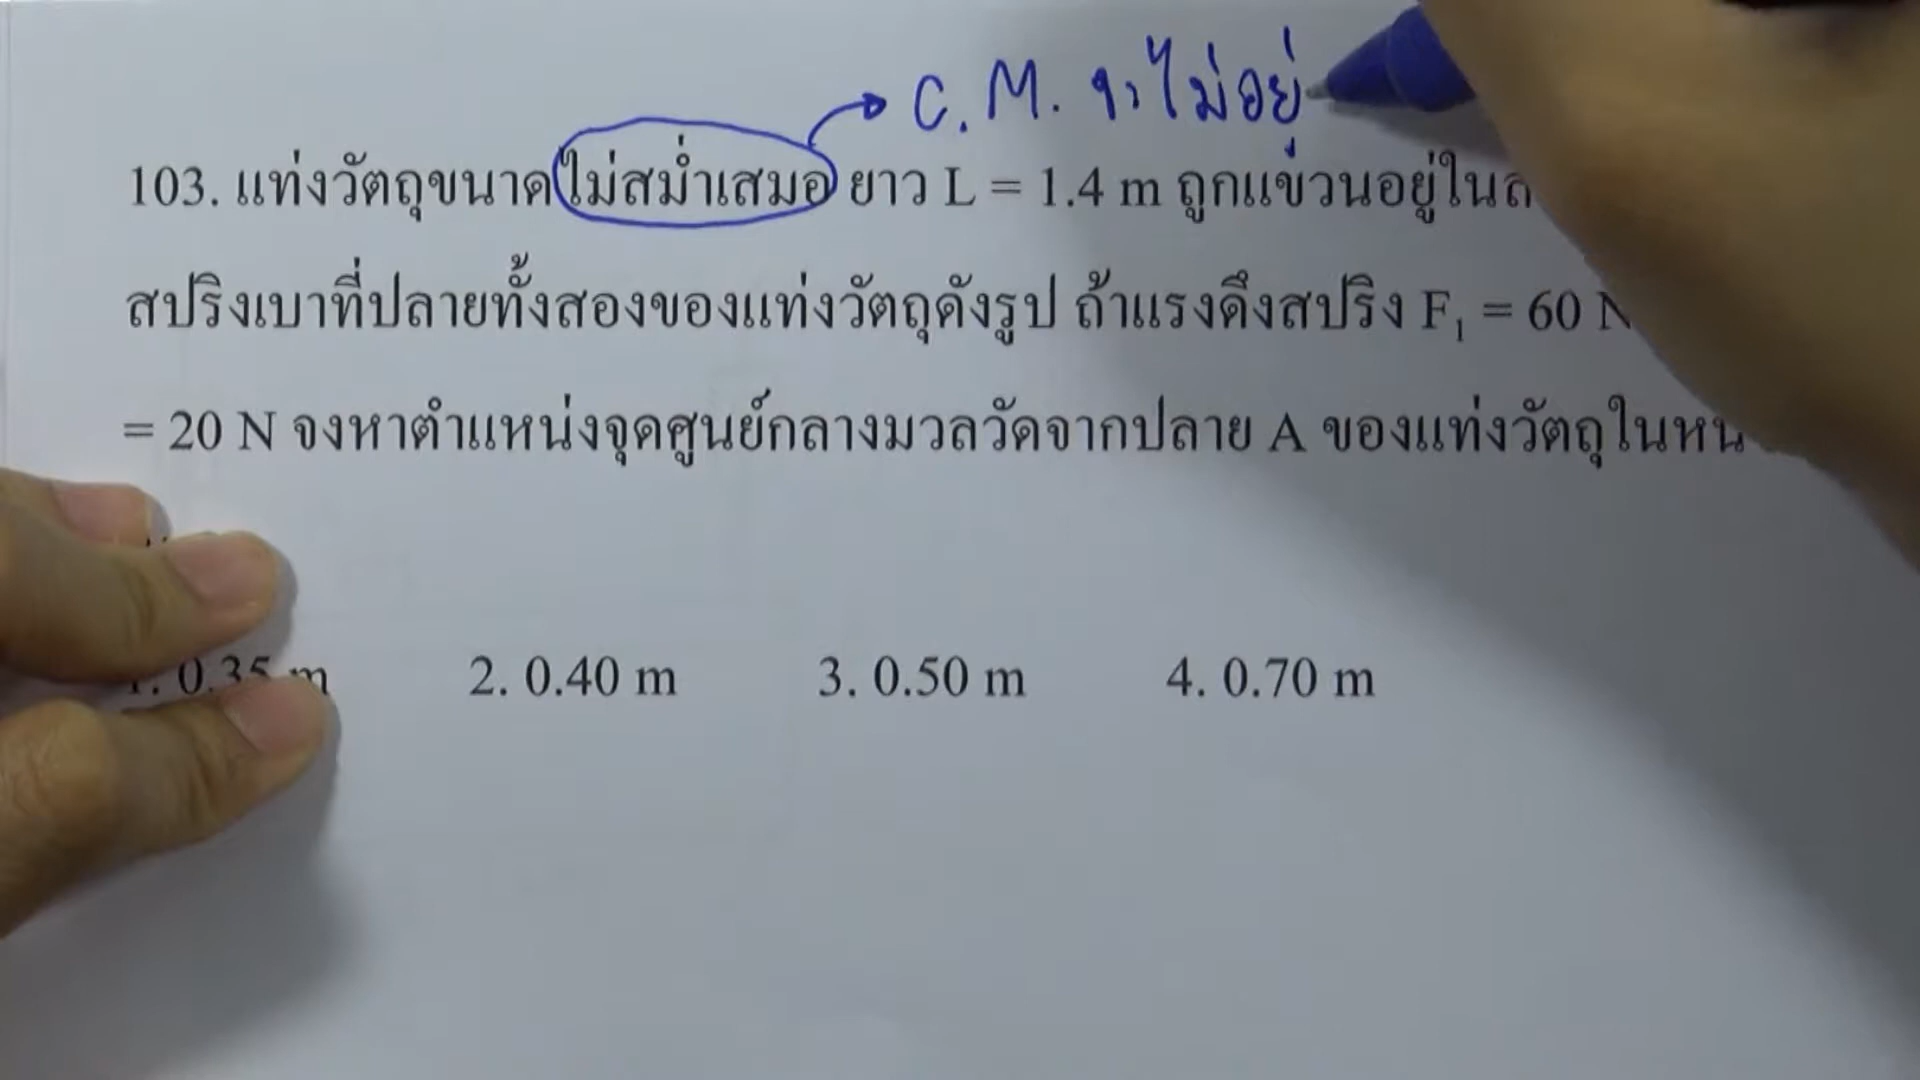 C. M. จะไม่อยู่
103. แท่งวัตถุขนาดไม่สม่ำเสมอ ยาว L = 1.4 m ถูกแขวนอยู่ใน
สปริงเบาที่ปลายทั้งสองของแท่งวัตถุดังรูป ถ้าแรงดึงสปริง F₁ = 60 N
= 20 N จงหาตำแหน่งจุดศูนย์กลางมวลวัดจากปลาย A ของแท่งวัตถุใน
1. 0.35 m 2. 0.40 m 3. 0.50 m 4. 0.70 m